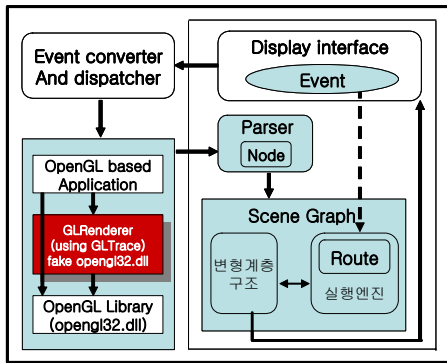 Event converter
And dispatcher
Display interface
Event
Parser
Node
OpenGL based
Application
GLRenderer
(using GLTrace)
fake opengl32.dll
OpenGL Library
(opengl32.dll)
Scene Graph
변형계층
구조
Route
실행엔진